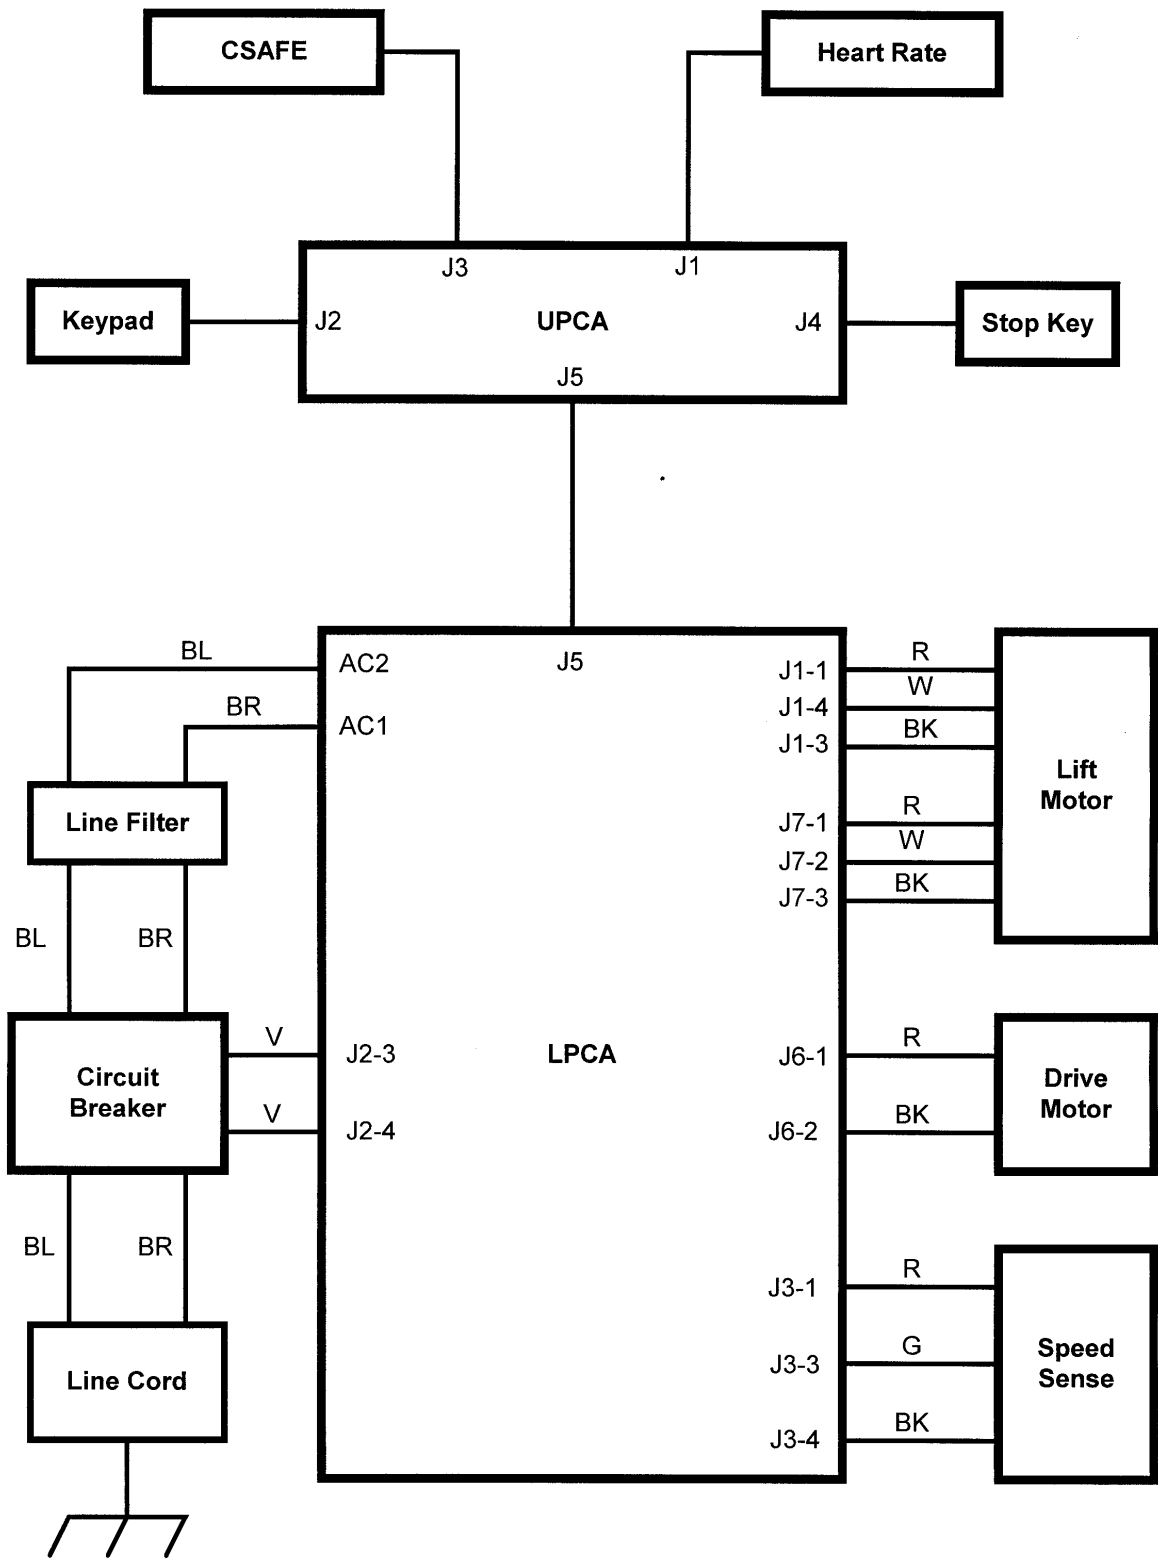 CSAFE
Heart Rate
J3
J1
Keypad
J2
UPCA
J4
Stop Key
J5
BL
AC2
J5
J1-1
R
BR
AC1
J1-4
W
J1-3
BK
Lift
Motor
Line Filter
J7-1
R
J7-2
W
J7-3
BK
BL
BR
Circuit
Breaker
V
J2-3
LPCA
J6-1
R
Drive
Motor
V
J2-4
J6-2
BK
BL
BR
J3-1
R
Line Cord
J3-3
G
Speed
Sense
J3-4
BK